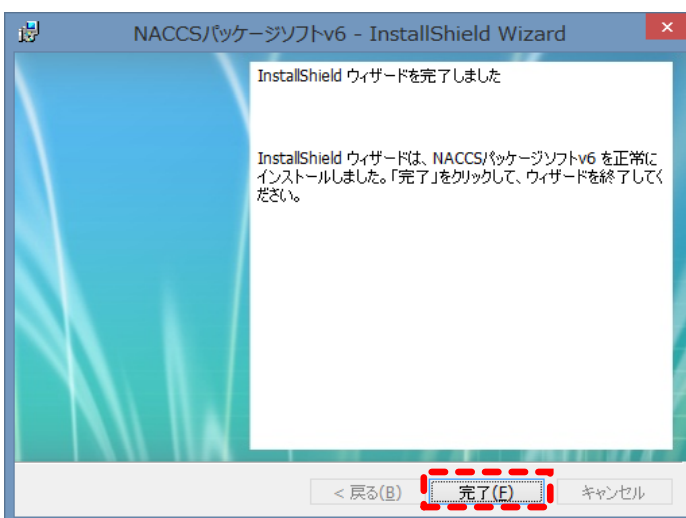 NACCSパッケージソフトv6 - InstallShield Wizard
InstallShield ウィザードを完了しました
InstallShield ウィザードは、NACCSパッケージソフトv6 を正常に
インストールしました。「完了」をクリックして、ウィザードを終了してく
ださい。
< 戻る(B) 完了(F) キャンセル